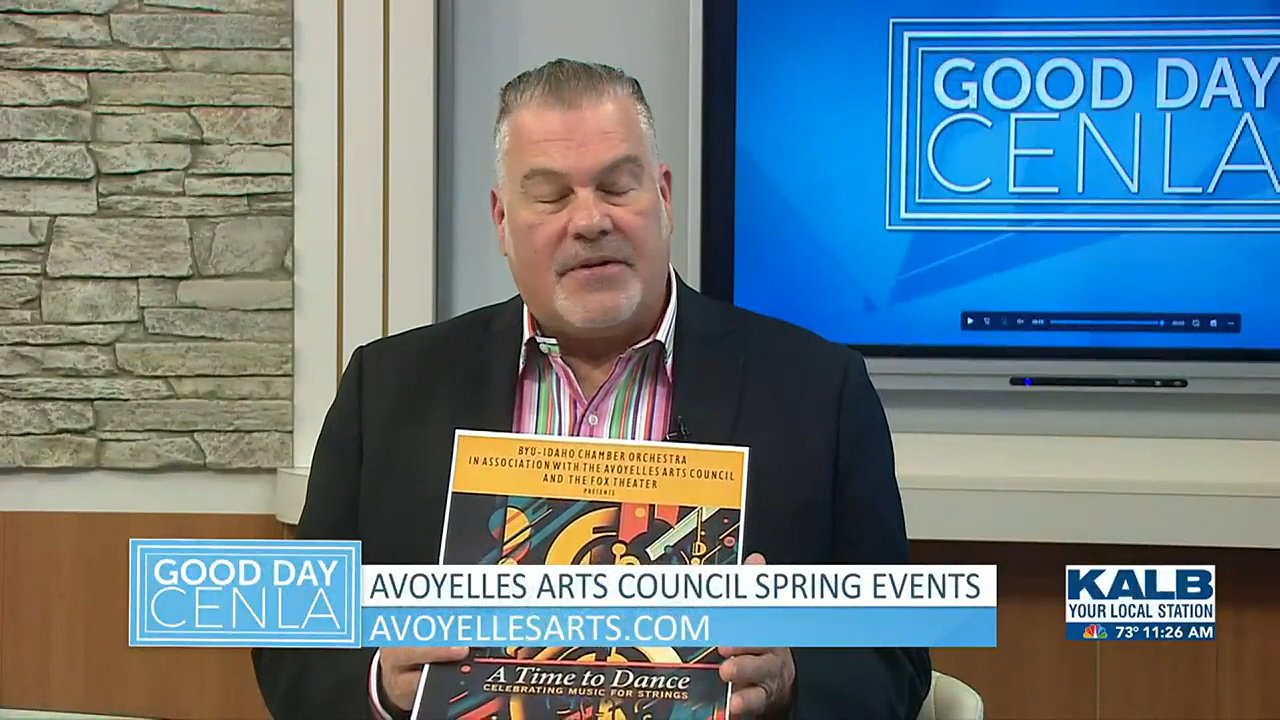 GOOD DAY
CENLA
BYU-IDAHO CHAMBER ORCHESTRA
IN ASSOCIATION WITH THE AVOYELLES ARTS COUNCIL
AND THE FOX THEATER
PRESENTS
GOOD DAY
CENLA
AVOYELLES ARTS COUNCIL SPRING EVENTS
AVOYELLESARTS.COM
KALB
YOUR LOCAL STATION
73° 11:26 AM
A Time to Dance
CELEBRATING MUSIC FOR STRINGS